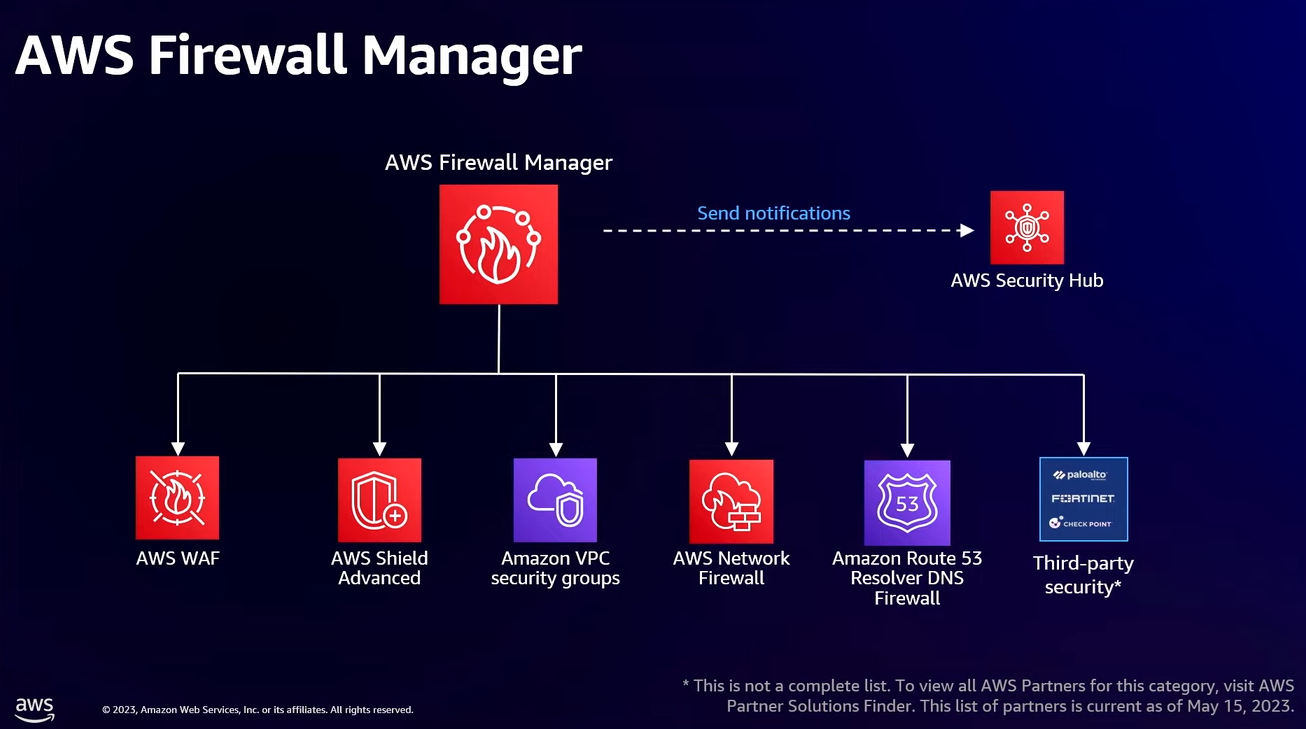 AWS Firewall Manager
AWS Firewall Manager
Send notifications
AWS Security Hub
AWS WAF
AWS Shield
Advanced
Amazon VPC
security groups
AWS Network
Firewall
53
Amazon Route 53
Resolver DNS
Firewall
paloalto
FORTINET
CHECK POINT
Third-party
security*
* This is not a complete list. To view all AWS Partners for this category, visit AWS
Partner Solutions Finder. This list of partners is current as of May 15, 2023.
aws
© 2023, Amazon Web Services, Inc. or its affiliates. All rights reserved.